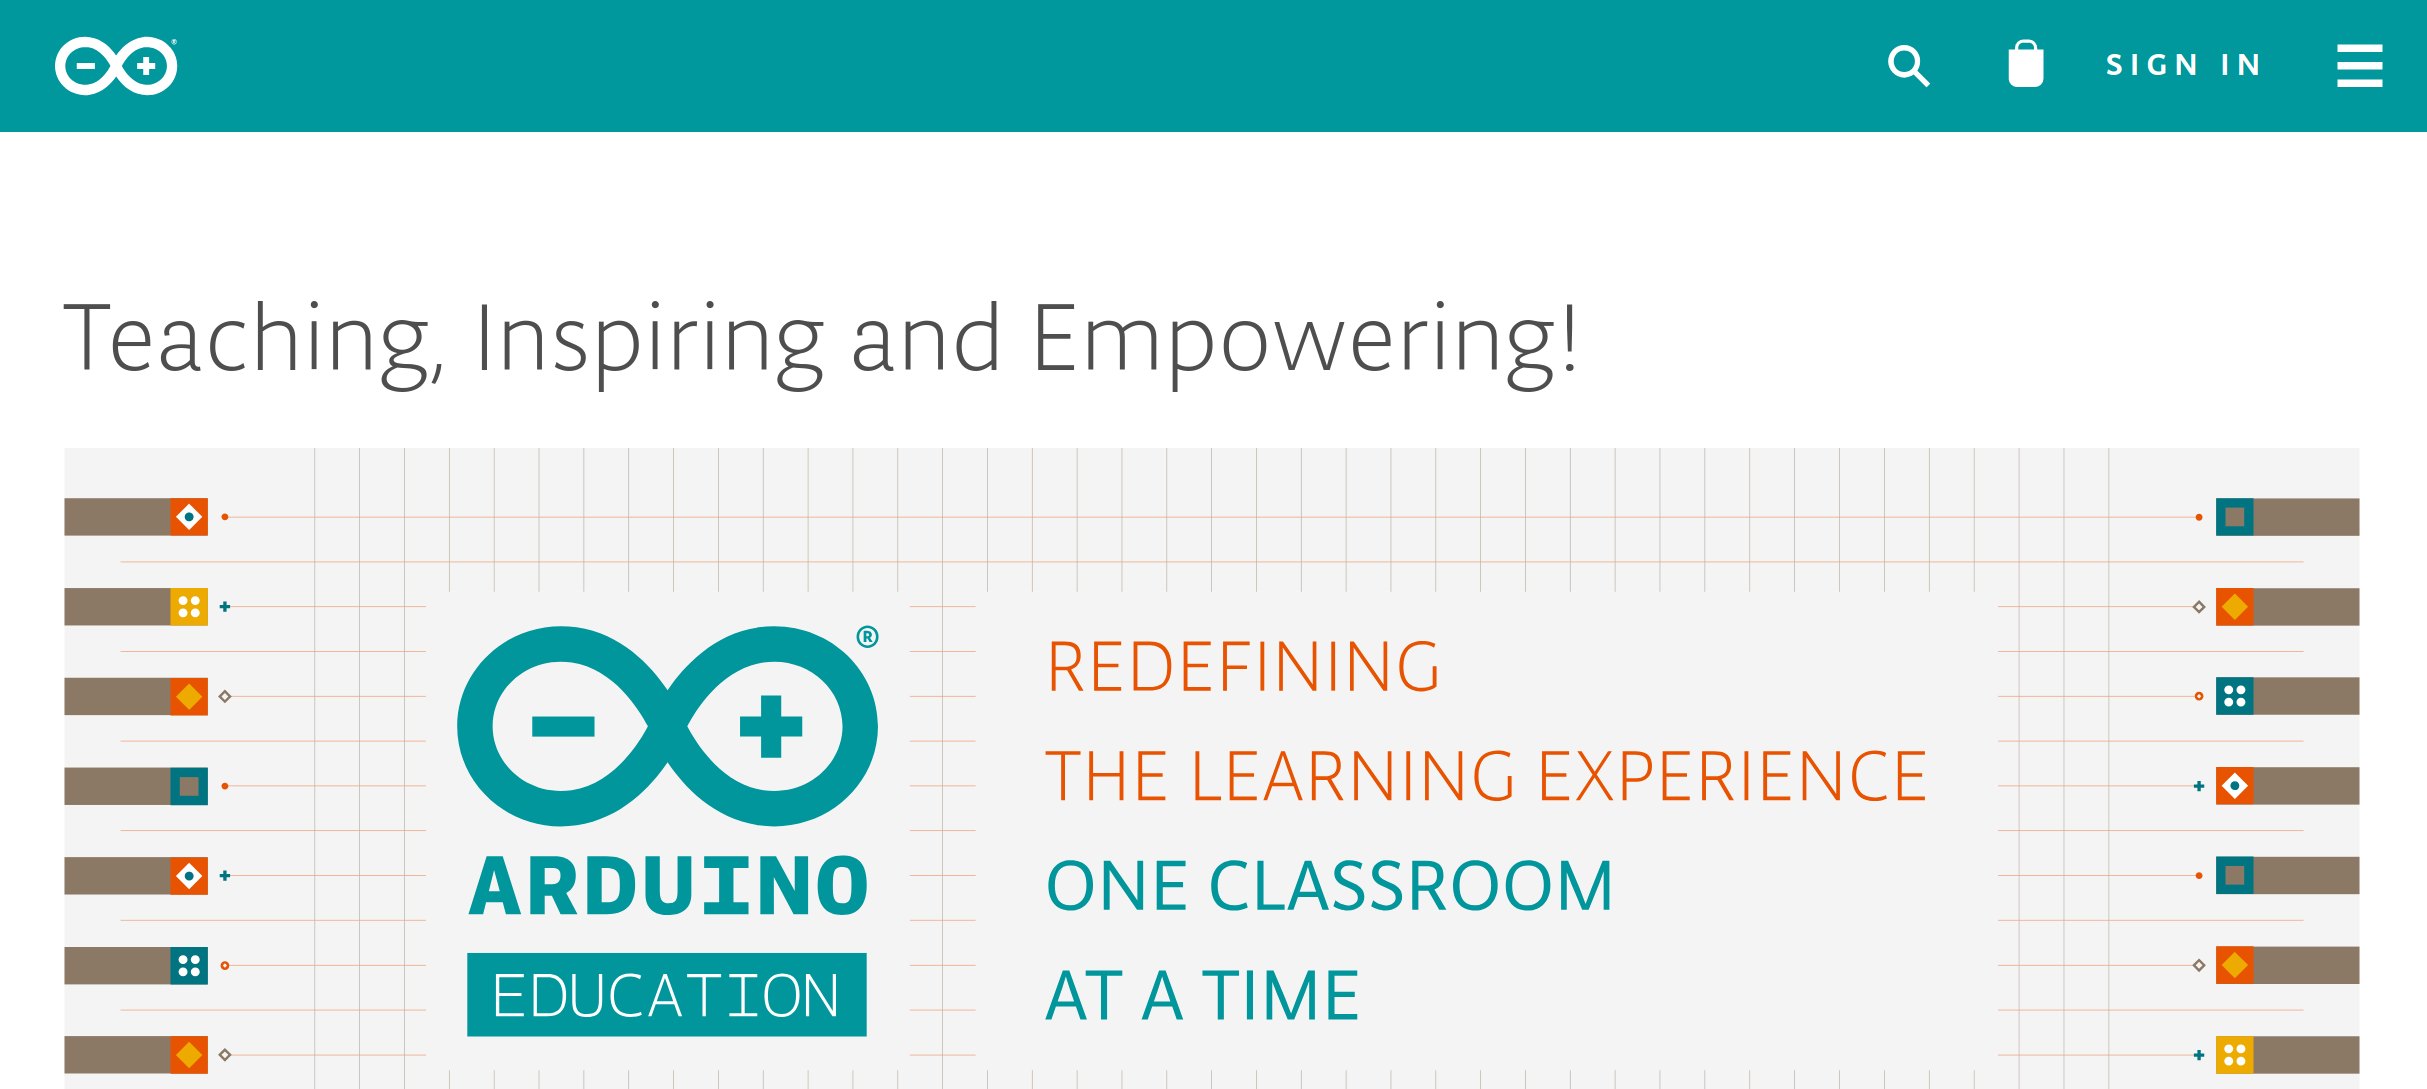 SIGN IN
Teaching, Inspiring and Empowering!
ARDUINO
EDUCATION
REDEFINING
THE LEARNING EXPERIENCE
ONE CLASSROOM
AT A TIME